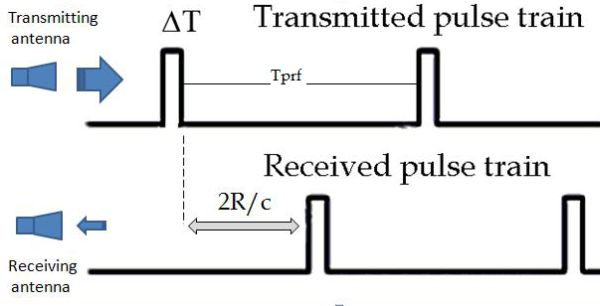 Transmitting
antenna
ΔT
Transmitted pulse train
Tprf
Received pulse train
2R/c
Receiving
antenna